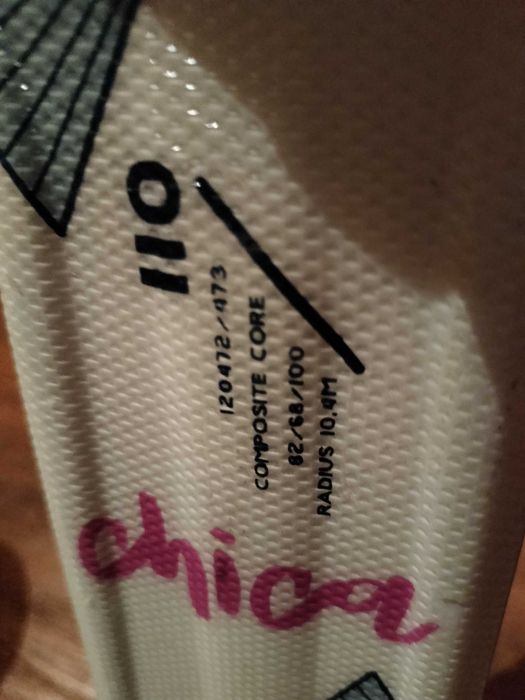 110
120472/473
COMPOSITE CORE
82/68/100
RADIUS 10.9M
chica